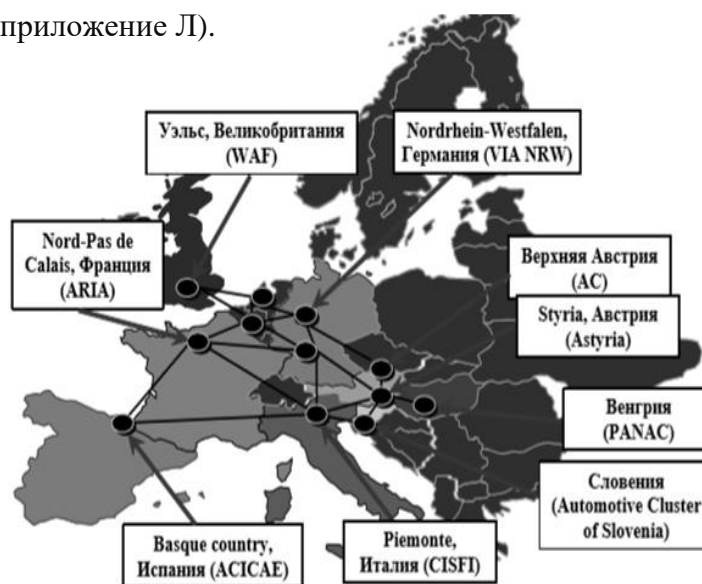 приложение Л).
Уэльс, Великобритания
(WAF)
Nordrhein-Westfalen,
Германия (VIA NRW)
Nord-Pas de
Calais, Франция
(ARIA)
Верхняя Австрия
(AC)
Styria, Австрия
(Astyria)
Венгрия
(PANAC)
Словения
(Automotive Cluster
of Slovenia)
Basque country,
Испания (ACICAE)
Piemonte,
Италия (CISFI)